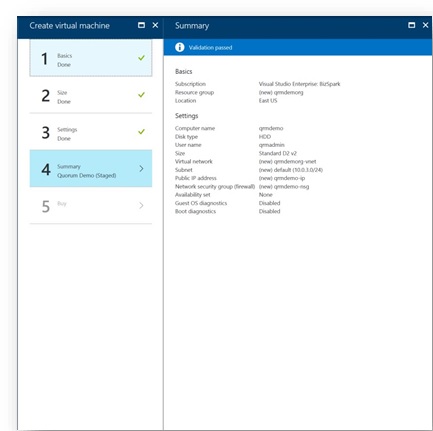 Create virtual machine
1 Basics
Done
2 Size
Done
3 Settings
Done
4 Summary
Quorum Demo (Staged)
5 Buy
Summary
Validation passed
Basics
Subscription Visual Studio Enterprise: BizSpark
Resource group (new) qrmdemorg
Location East US
Settings
Computer name qrmdemo
Disk type HDD
User name qrmadmin
Size Standard D2 v2
Virtual network (new) qrmdemorg-vnet
Subnet (new) default (10.0.3.0/24)
Public IP address (new) qrmdemo-ip
Network security group (firewall) (new) qrmdemo-nsg
Availability set None
Guest OS diagnostics Disabled
Boot diagnostics Disabled